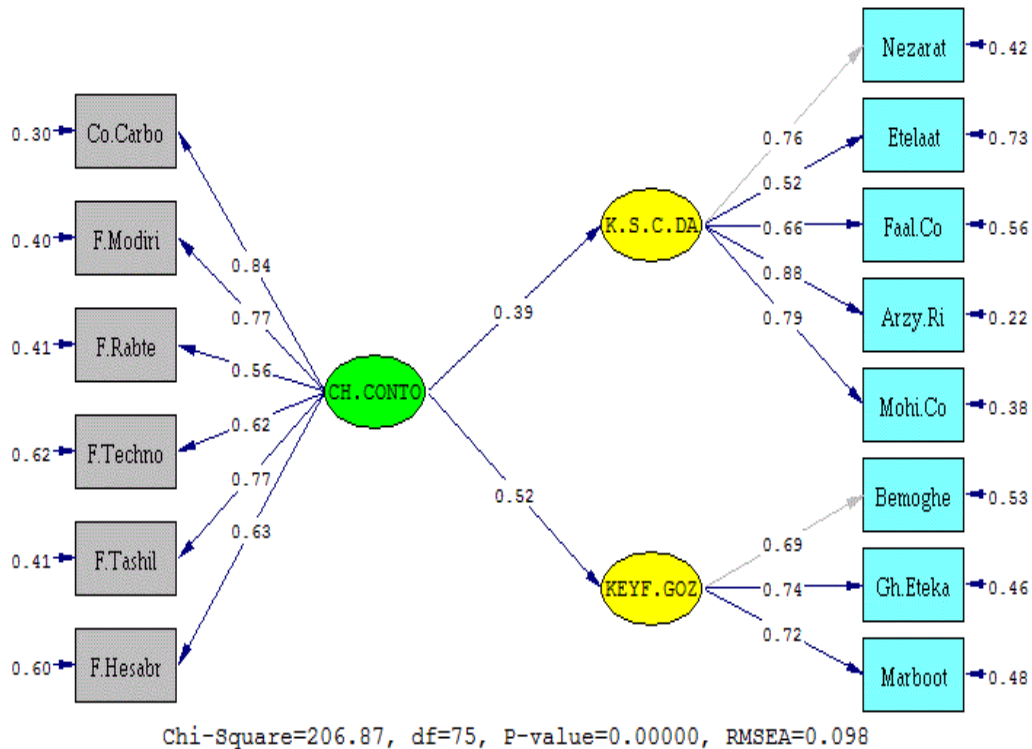 Nezarat
0.42
Co.Carbo
0.30
0.76
Etelaat
0.73
0.52
F.Modiri
0.40
0.84
K.S.C.DA
0.66
Faal.Co
0.56
0.88
0.77
0.39
0.79
Arzy.Ri
0.22
F.Rabte
0.41
0.56
CH.CONTO
Mohi.Co
0.38
0.62
F.Techno
0.62
0.77
0.52
Bemoghe
0.53
0.63
0.69
F.Tashil
0.41
KEYF.GOZ
0.74
Gh.Eteka
0.46
0.72
F.Hesabr
0.60
Marboot
0.48
Chi-Square=206.87, df=75, P-value=0.00000, RMSEA=0.098